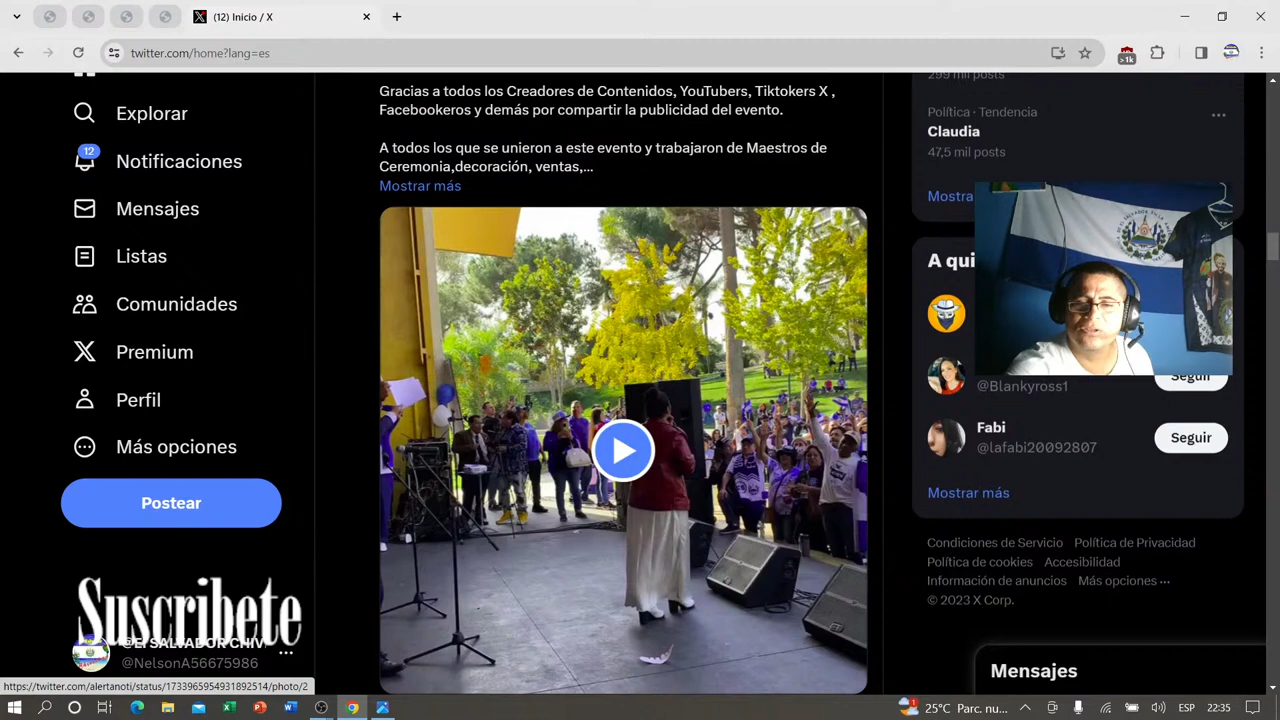 (12) Inicio / X
twitter.com/home?lang=es
>1k
Explorar
12
Notificaciones
Mensajes
Listas
Comunidades
Premium
Perfil
Más opciones
Postear
Suscribete
@NelsonA56675986
https://twitter.com/alertanoti/status/1733965954931892514/photo/2
Gracias a todos los Creadores de Contenidos, YouTubers, Tiktokers X ,
Facebookeros y demás por compartir la publicidad del evento.
A todos los que se unieron a este evento y trabajaron de Maestros de
Ceremonia,decoración, ventas,...
Mostrar más
299 mil posts
Política · Tendencia
Claudia
47,5 mil posts
Mostra
A qui
@Blankyross1
Seguir
Fabi
@lafabi20092807
Seguir
Mostrar más
Condiciones de Servicio Política de Privacidad
Política de cookies Accesibilidad
Información de anuncios Más opciones ···
© 2023 X Corp.
Mensajes
1
25°C Parc. nu...
ESP
22:35